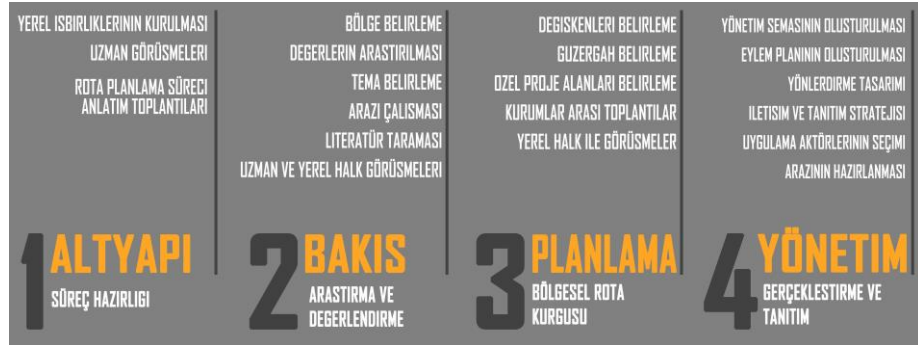 YEREL ISBIRLIKLERININ KURULMASI
UZMAN GÖRÜSMELERI
ROTA PLANLAMA SÜRECI
ANLATIM TOPLANTILARI
1 ALTYAPI
SÜREÇ HAZIRLIGI
BÖLGE BELIRLEME
DEGERLERIN ARASTIRILMASI
TEMA BELIRLEME
ARAZI ÇALISMASI
LITERATÜR TARAMASI
UZMAN VE YEREL HALK GÖRÜSMELERI
2 BAKIS
ARASTIRMA VE
DEGERLENDIRME
DEGISKENLERI BELIRLEME
GUZERGAH BELIRLEME
OZEL PROJE ALANLARI BELIRLEME
KURUMLAR ARASI TOPLANTILAR
YEREL HALK ILE GÖRÜSMELER
3 PLANLAMA
BÖLGESEL ROTA
KURGUSU
YÖNETIM SEMASININ OLUSTURULMASI
EYLEM PLANININ OLUSTURULMASI
YÖNLERDIRME TASARIMI
ILETISIM VE TANITIM STRATEJISI
UYGULAMA AKTÖRLERININ SEÇIMI
ARAZININ HAZIRLANMASI
4 YÖNETIM
GERÇEKLESTIRME VE
TANITIM